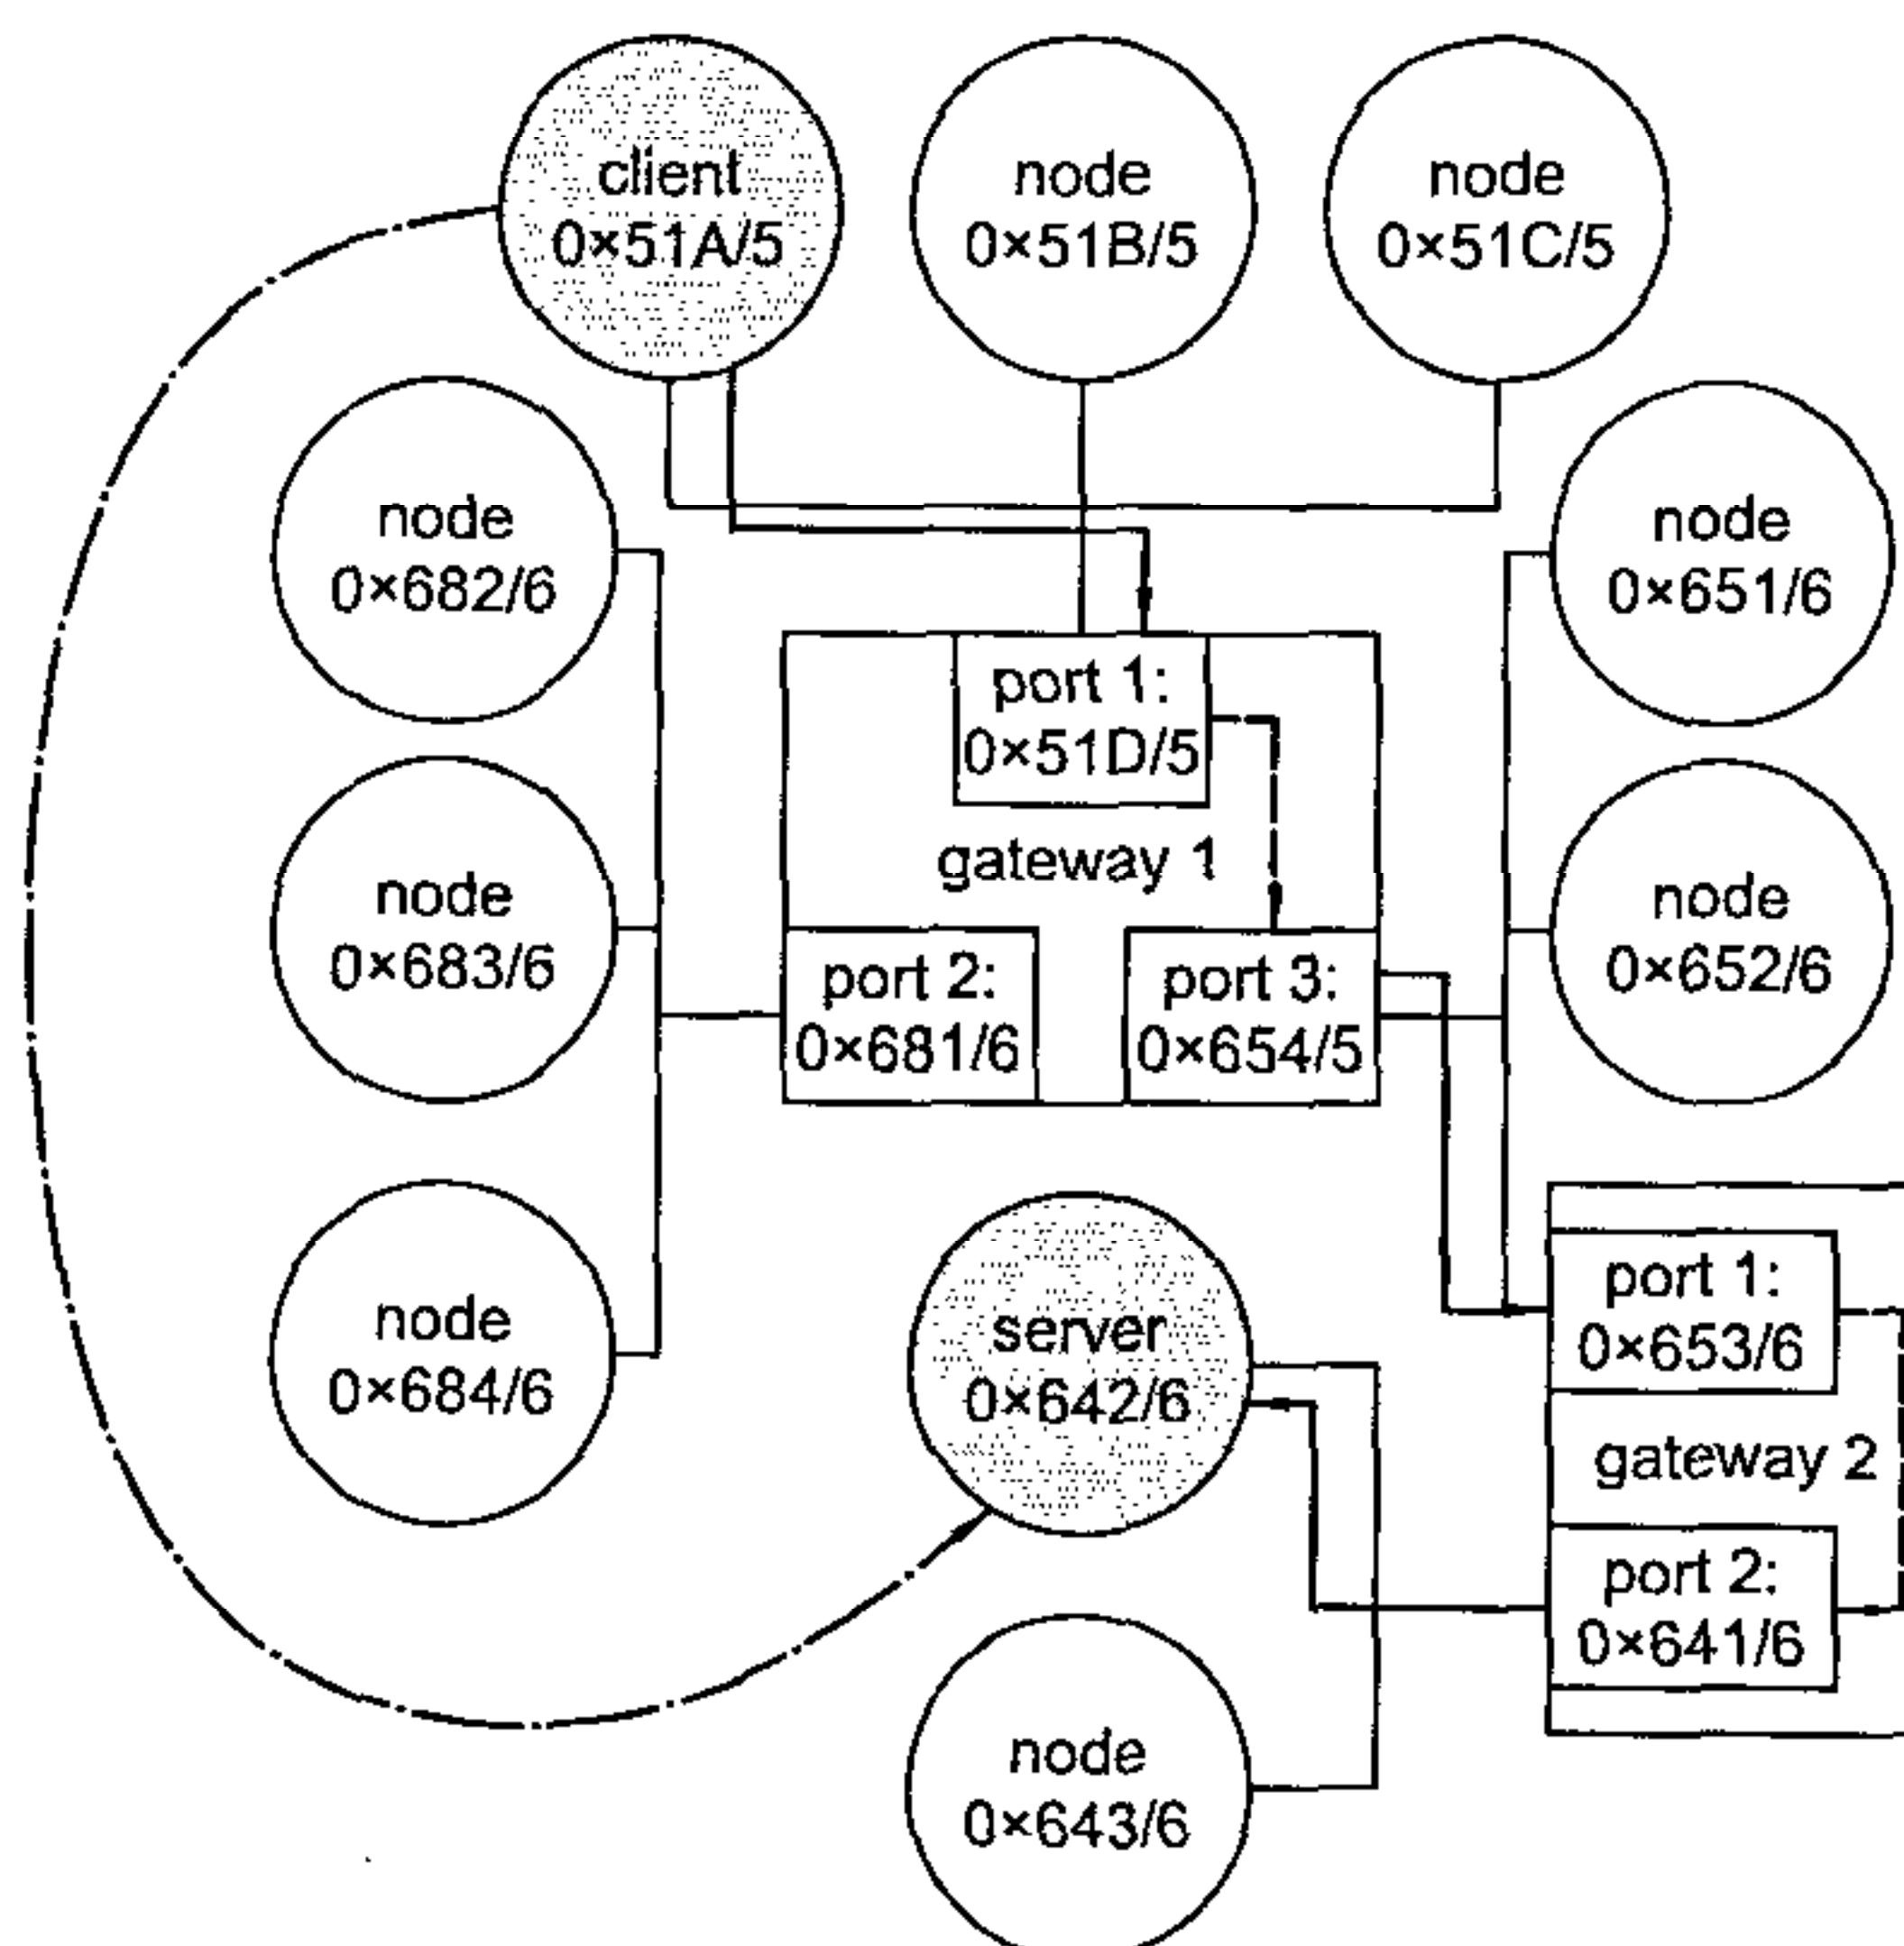 client
0×51A/5
node
0×51B/5
node
0×51C/5
node
0×682/6
node
0×651/6
port 1:
0×51D/5
gateway 1
node
0×683/6
node
0×652/6
port 2:
0×681/6
port 3:
0×654/5
node
0×684/6
server
0×642/6
port 1:
0×653/6
gateway 2
port 2:
0×641/6
node
0×643/6